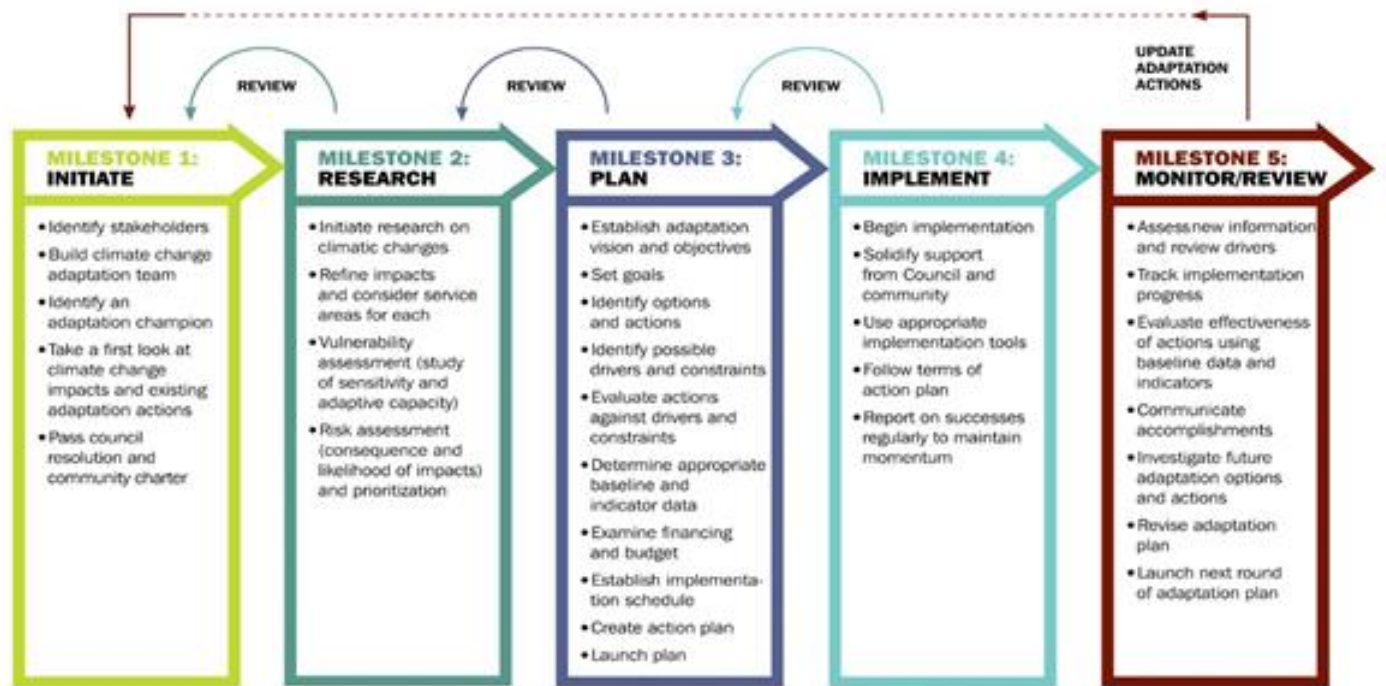 UPDATE
ADAPTATION
ACTIONS
REVIEW
REVIEW
REVIEW
MILESTONE 1:
INITIATE
• Identify stakeholders
• Build climate change
adaptation team
• Identify an
adaptation champion
• Take a first look at
climate change
impacts and existing
adaptation actions
• Pass council
resolution and
community charter
MILESTONE 2:
RESEARCH
• Initiate research on
climatic changes
• Refine impacts
and consider service
areas for each
• Vulnerability
assessment (study
of sensitivity and
adaptive capacity)
• Risk assessment
(consequence and
likelihood of impacts)
and prioritization
MILESTONE 3:
PLAN
• Establish adaptation
vision and objectives
• Set goals
• Identify options
and actions
• Identify possible
drivers and constraints
• Evaluate actions
against drivers and
constraints
• Determine appropriate
baseline and
indicator data
• Examine financing
and budget
• Establish implementa-
tion schedule
• Create action plan
• Launch plan
MILESTONE 4:
IMPLEMENT
• Begin implementation
• Solidify support
from Council and
community
• Use appropriate
implementation tools
• Follow terms of
action plan
• Report on successes
regularly to maintain
momentum
MILESTONE 5:
MONITOR/REVIEW
• Assess new information
and review drivers
• Track implementation
progress
• Evaluate effectiveness
of actions using
baseline data and
indicators
• Communicate
accomplishments
• Investigate future
adaptation options
and actions
• Revise adaptation
plan
• Launch next round
of adaptation plan